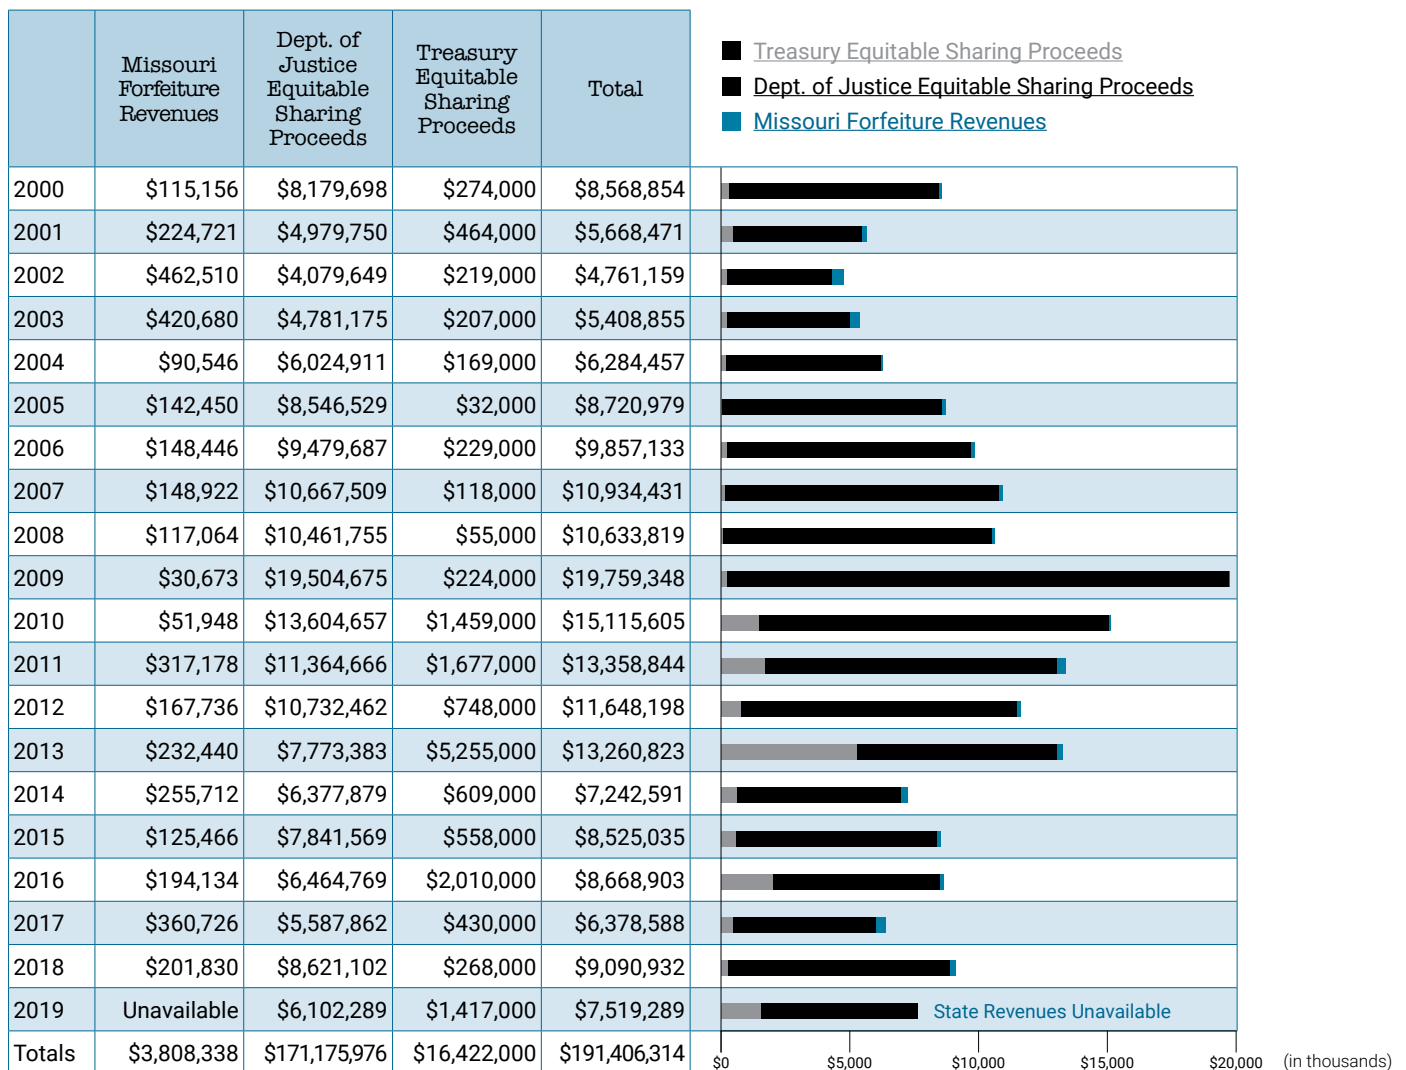 Missouri
Forfeiture
Revenues
Dept. of
Justice
Equitable
Sharing
Proceeds
Treasury
Equitable
Sharing
Proceeds
Total
Treasury Equitable Sharing Proceeds
Dept. of Justice Equitable Sharing Proceeds
Missouri Forfeiture Revenues
2000 $115,156 $8,179,698 $274,000 $8,568,854
2001 $224,721 $4,979,750 $464,000 $5,668,471
2002 $462,510 $4,079,649 $219,000 $4,761,159
2003 $420,680 $4,781,175 $207,000 $5,408,855
2004 $90,546 $6,024,911 $169,000 $6,284,457
2005 $142,450 $8,546,529 $32,000 $8,720,979
2006 $148,446 $9,479,687 $229,000 $9,857,133
2007 $148,922 $10,667,509 $118,000 $10,934,431
2008 $117,064 $10,461,755 $55,000 $10,633,819
2009 $30,673 $19,504,675 $224,000 $19,759,348
2010 $51,948 $13,604,657 $1,459,000 $15,115,605
2011 $317,178 $11,364,666 $1,677,000 $13,358,844
2012 $167,736 $10,732,462 $748,000 $11,648,198
2013 $232,440 $7,773,383 $5,255,000 $13,260,823
2014 $255,712 $6,377,879 $609,000 $7,242,591
2015 $125,466 $7,841,569 $558,000 $8,525,035
2016 $194,134 $6,464,769 $2,010,000 $8,668,903
2017 $360,726 $5,587,862 $430,000 $6,378,588
2018 $201,830 $8,621,102 $268,000 $9,090,932
2019 Unavailable $6,102,289 $1,417,000 $7,519,289 State Revenues Unavailable
Totals $3,808,338 $171,175,976 $16,422,000 $191,406,314
$0 $5,000 $10,000 $15,000 $20,000 (in thousands)